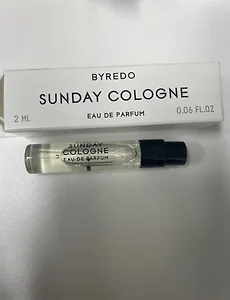 BYREDO
SUNDAY COLOGNE
2 ML
EAU DE PARFUM
0.06 FL.OZ
SUNDAY
COLOGNE
EAU DE PARFUM